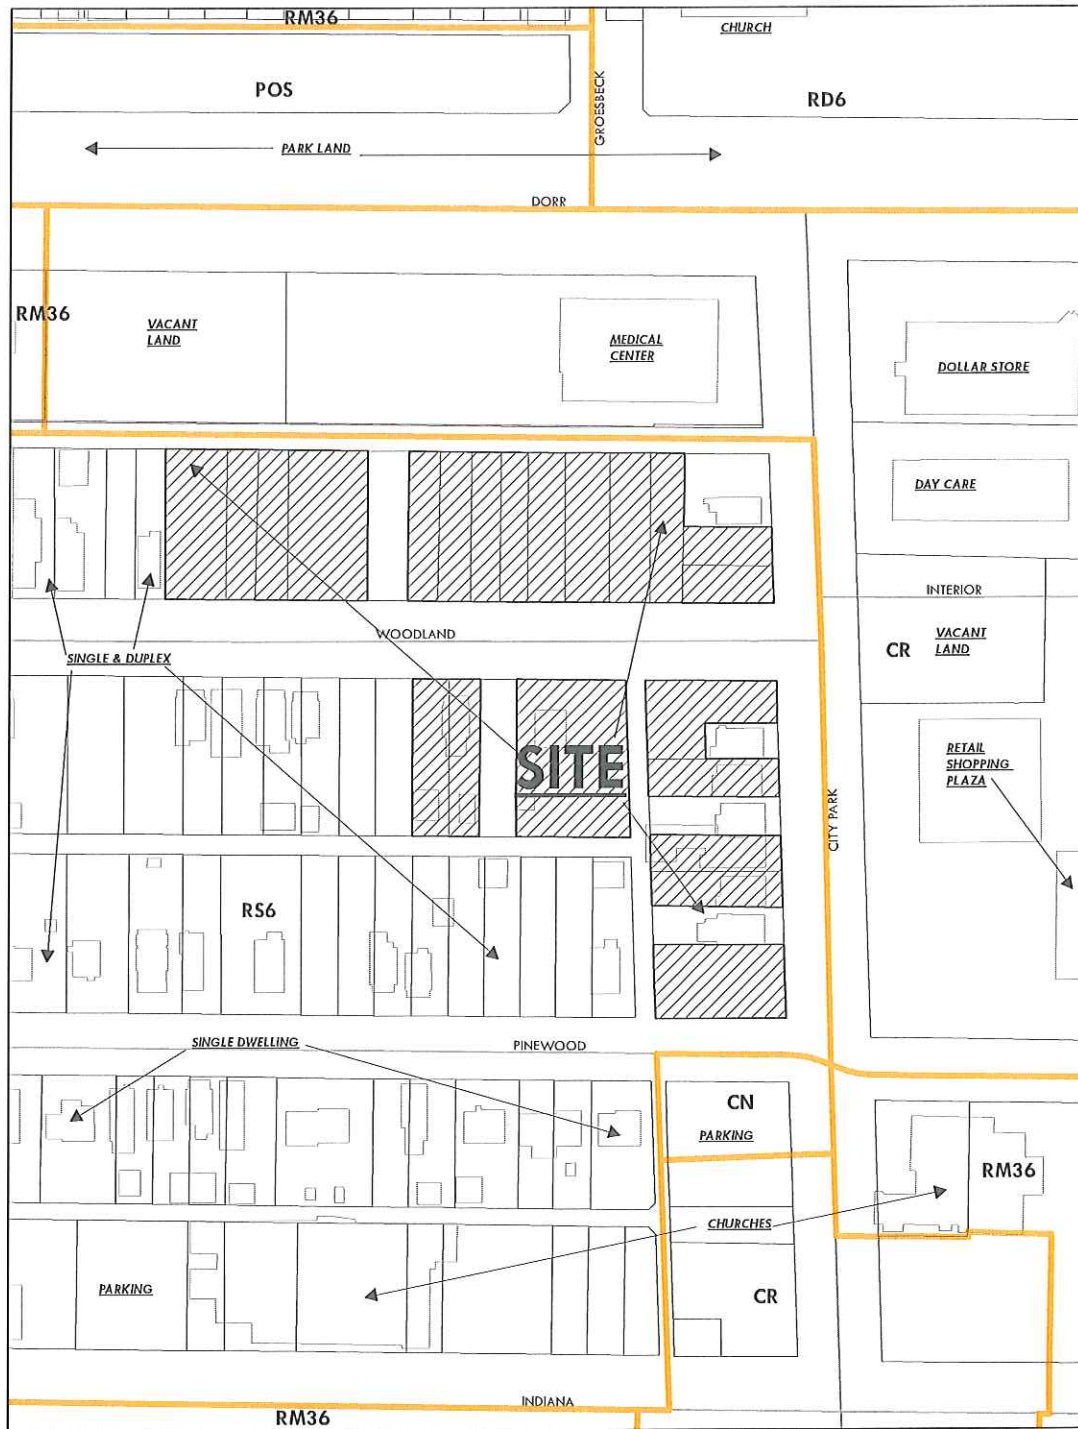 RM36
CHURCH
POS
RD6
GROESBECK
PARK LAND
DORR
RM36
VACANT
LAND
MEDICAL
CENTER
DOLLAR STORE
DAY CARE
INTERIOR
WOODLAND
VACANT
LAND
CR
SINGLE & DUPLEX
SITE
RETAIL
SHOPPING
PLAZA
CITY PARK
RS6
SINGLE DWELLING
PINEWOOD
CN
PARKING
RM36
CHURCHES
PARKING
CR
INDIANA
RM36